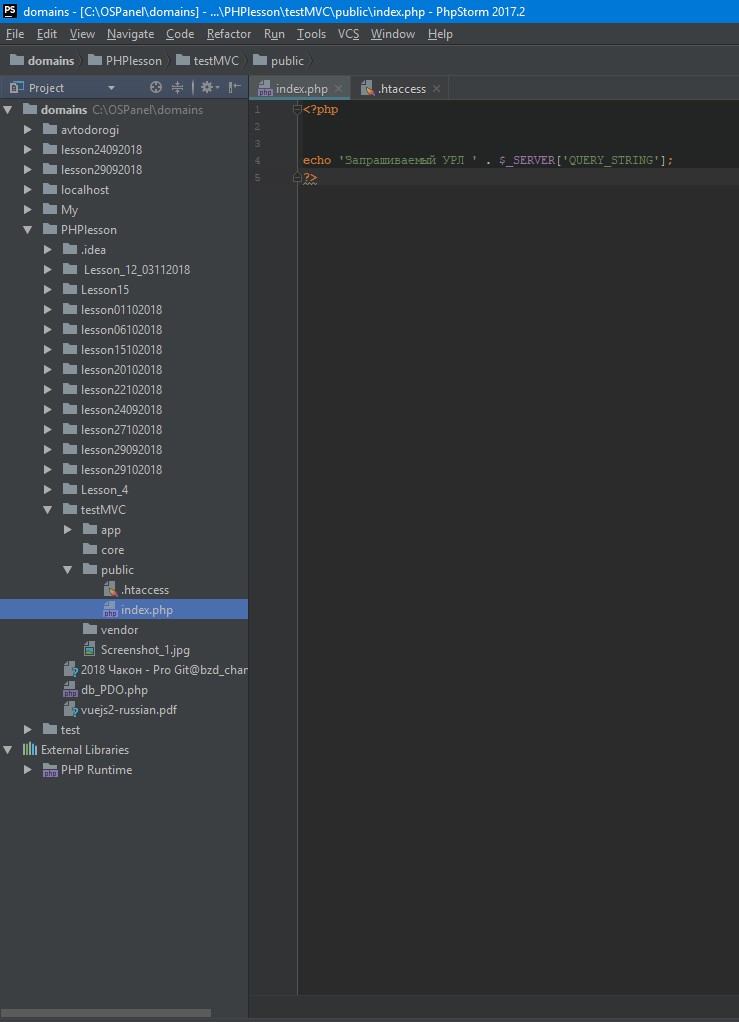 PS domains - [C:\OSPanel\domains] - ...\PHPlesson\testMVC\public\index.php - PhpStorm 2017.2
File Edit View Navigate Code Refactor Run Tools VCS Window Help
domains PHPlesson testMVC public
Project
index.php .htaccess
domains C:\OSPanel\domains
avtodorogi
lesson24092018
lesson29092018
localhost
My
PHPlesson
.idea
Lesson_12_03112018
Lesson15
lesson01102018
lesson06102018
lesson15102018
lesson20102018
lesson22102018
lesson24092018
lesson27102018
lesson29092018
lesson29102018
Lesson_4
testMVC
app
core
public
.htaccess
index.php
vendor
Screenshot_1.jpg
2018 Чакон - Pro Git@bzd_char
db_PDO.php
vuejs2-russian.pdf
test
External Libraries
PHP Runtime
1 <?php
2
3
4 echo 'Запрашиваемый УРЛ ' . $_SERVER['QUERY_STRING'];
5 ?>